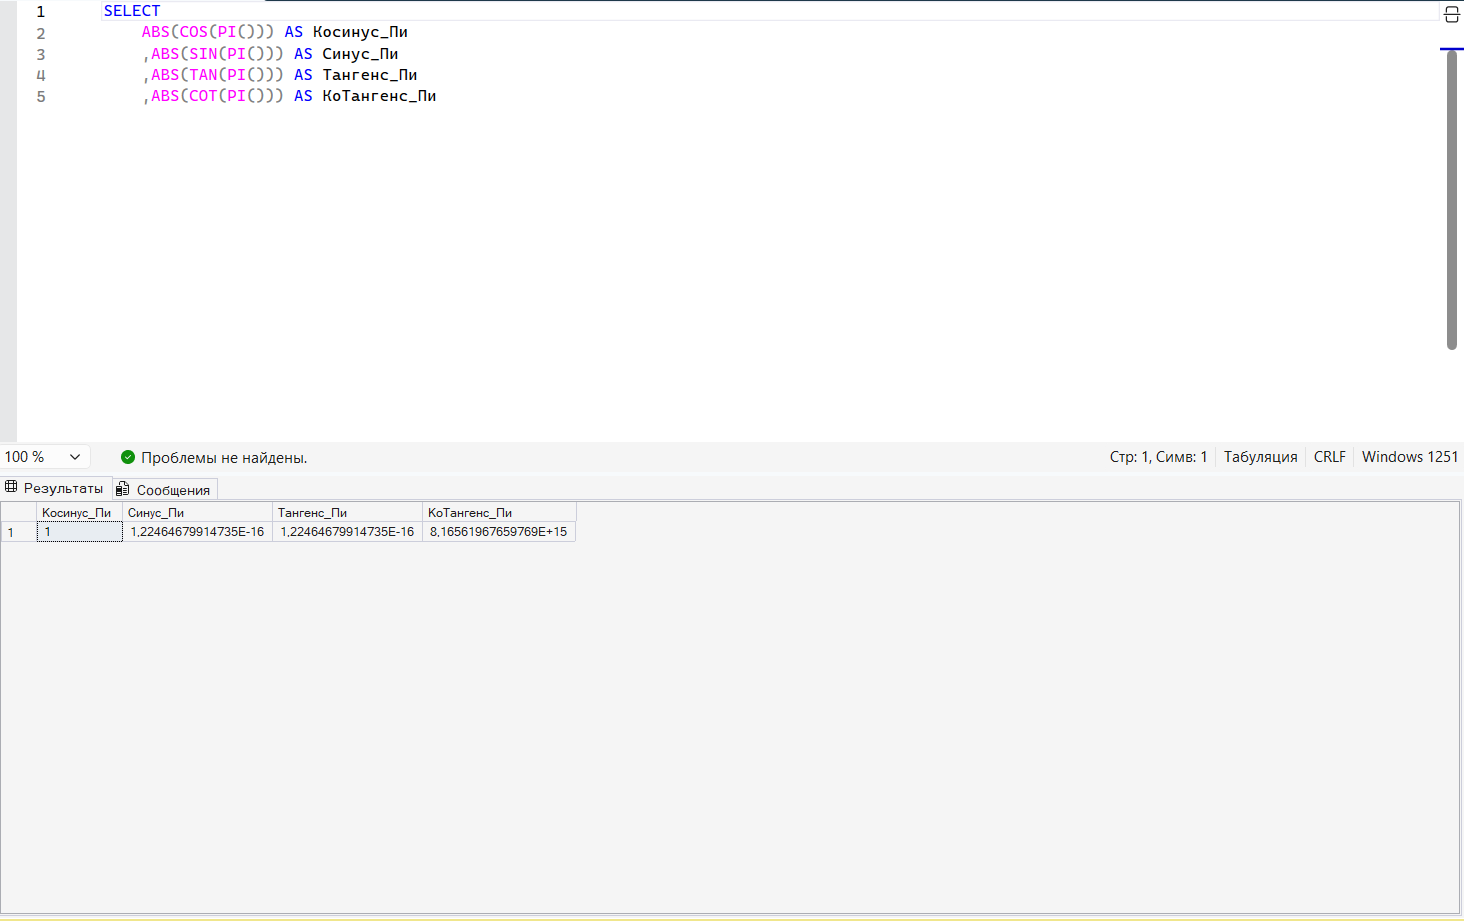 1 SELECT
2 ABS(COS(PI())) AS Косинус_Пи
3 ,ABS(SIN(PI())) AS Синус_Пи
4 ,ABS(TAN(PI())) AS Тангенс_Пи
5 ,ABS(COT(PI())) AS КоТангенс_Пи
100 % Проблемы не найдены. Стр: 1, Симв: 1 Табуляция CRLF Windows 1251
Результаты Сообщения
Косинус_Пи Синус_Пи Тангенс_Пи КоТангенс_Пи
1 1 1,22464679914735E-16 1,22464679914735E-16 8,16561967659769E+15